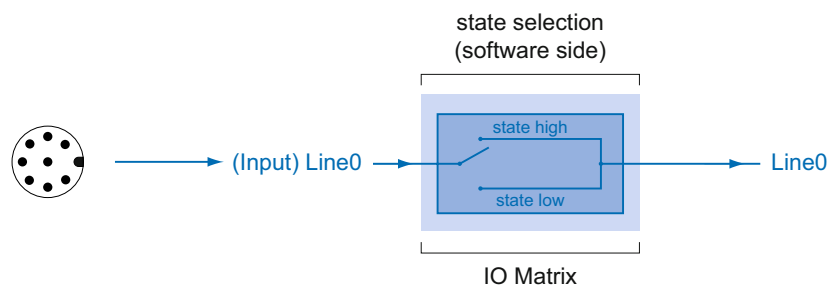 state selection
(software side)
state high
(Input) Line0
Line0
state low
IO Matrix